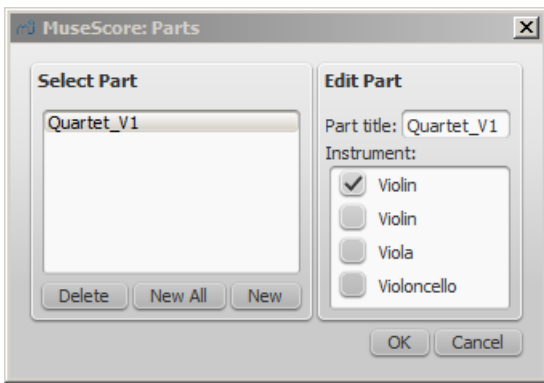 MuseScore: Parts
Select Part
Quartet_V1
Delete New All New
Edit Part
Part title: Quartet_V1
Instrument:
Violin
Violin
Viola
Violoncello
OK Cancel